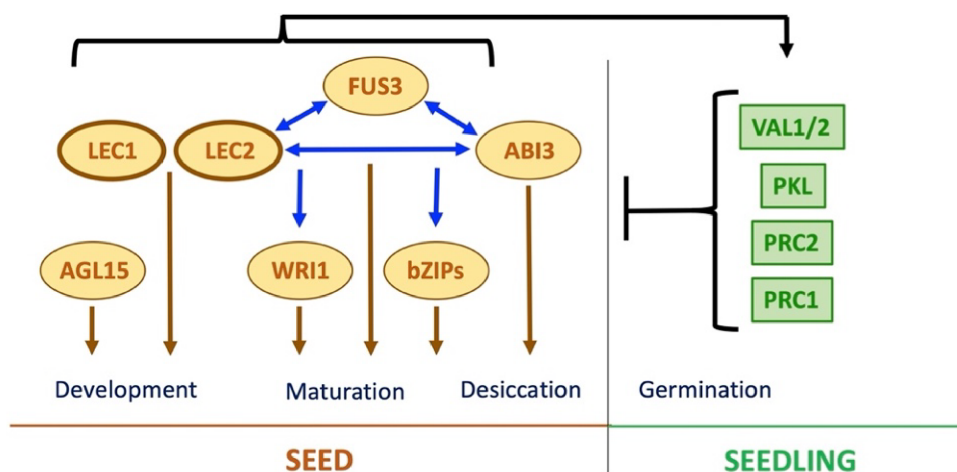 FUS3
LEC1
LEC2
ABI3
VAL1/2
PKL
PRC2
PRC1
AGL15
WRI1
bZIPs
Development
Maturation
Desiccation
Germination
SEED
SEEDLING